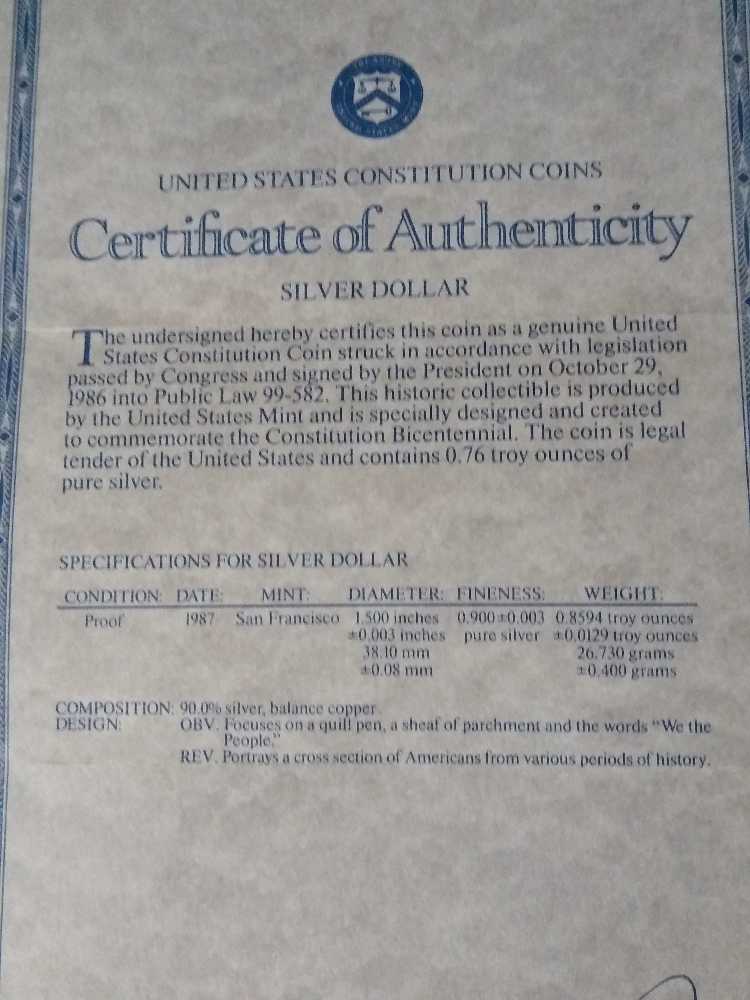 UNITED STATES CONSTITUTION COINS
Certificate of Authenticity
SILVER DOLLAR
The undersigned hereby certifies this coin as a genuine United
States Constitution Coin struck in accordance with legislation
passed by Congress and signed by the President on October 29,
1986 into Public Law 99-582. This historic collectible is produced
by the United States Mint and is specially designed and created
to commemorate the Constitution Bicentennial. The coin is legal
tender of the United States and contains 0.76 troy ounces of
pure silver.
SPECIFICATIONS FOR SILVER DOLLAR
CONDITION: DATE: MINT: DIAMETER: FINENESS: WEIGHT:
Proof 1987 San Francisco 1.500 inches 0.900±0.003 0.8594 troy ounces
±0.003 inches pure silver ±0.0129 troy ounces
38.10 mm 26.730 grams
±0.08 mm ±0.400 grams
COMPOSITION: 90.0% silver, balance copper.
DESIGN: OBV. Focuses on a quill pen, a sheaf of parchment and the words "We the
People."
REV. Portrays a cross section of Americans from various periods of history.